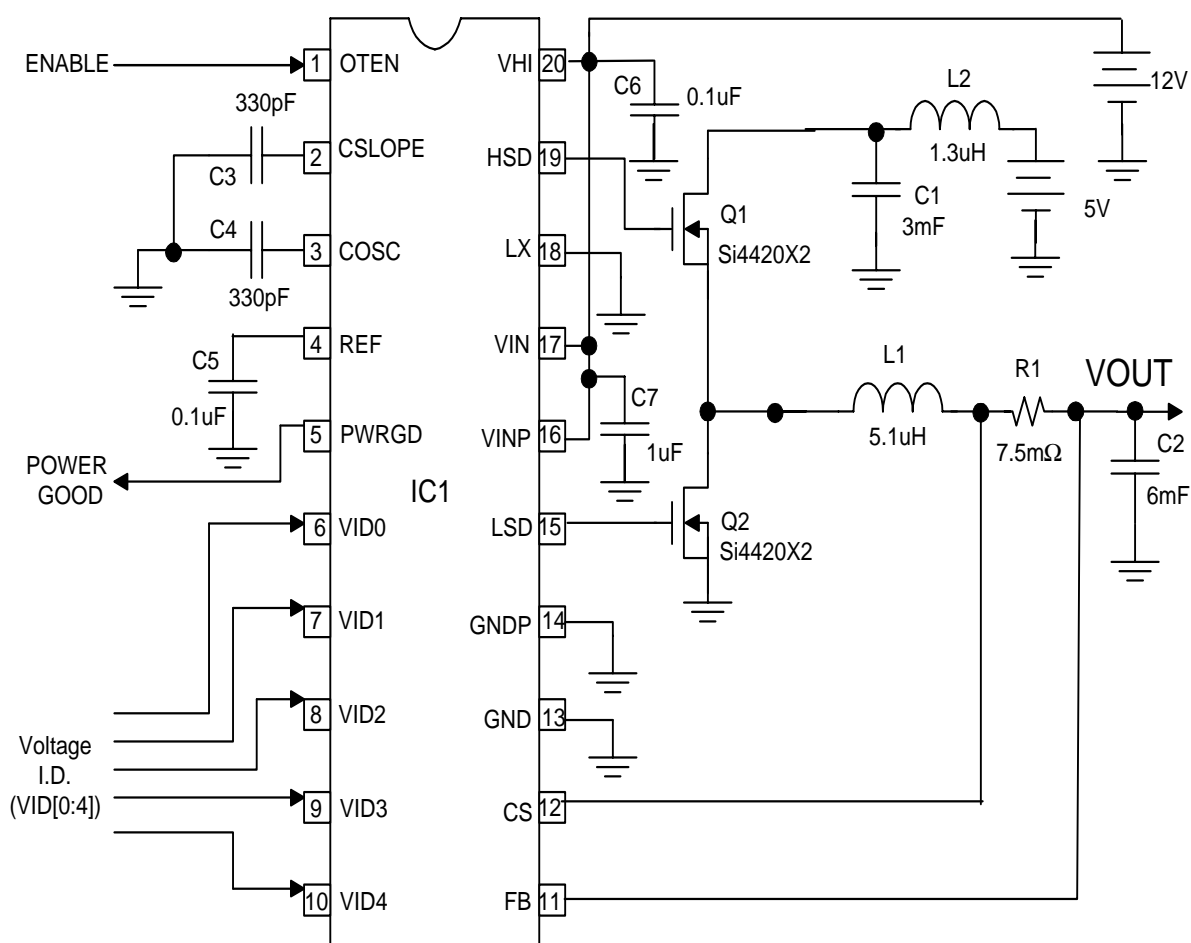 ENABLE
1 OTEN
VHI 20
330pF
C3
2 CSLOPE
HSD 19
C4
330pF
3 COSC
LX 18
4 REF
VIN 17
C5
0.1uF
5 PWRGD
VINP 16
POWER
GOOD
IC1
6 VID0
LSD 15
7 VID1
GNDP 14
8 VID2
GND 13
Voltage
I.D.
(VID[0:4])
9 VID3
CS 12
10 VID4
FB 11
C6
0.1uF
12V
L2
1.3uH
C1
3mF
5V
Q1
Si4420X2
C7
1uF
L1
5.1uH
R1
7.5mΩ
VOUT
C2
6mF
Q2
Si4420X2